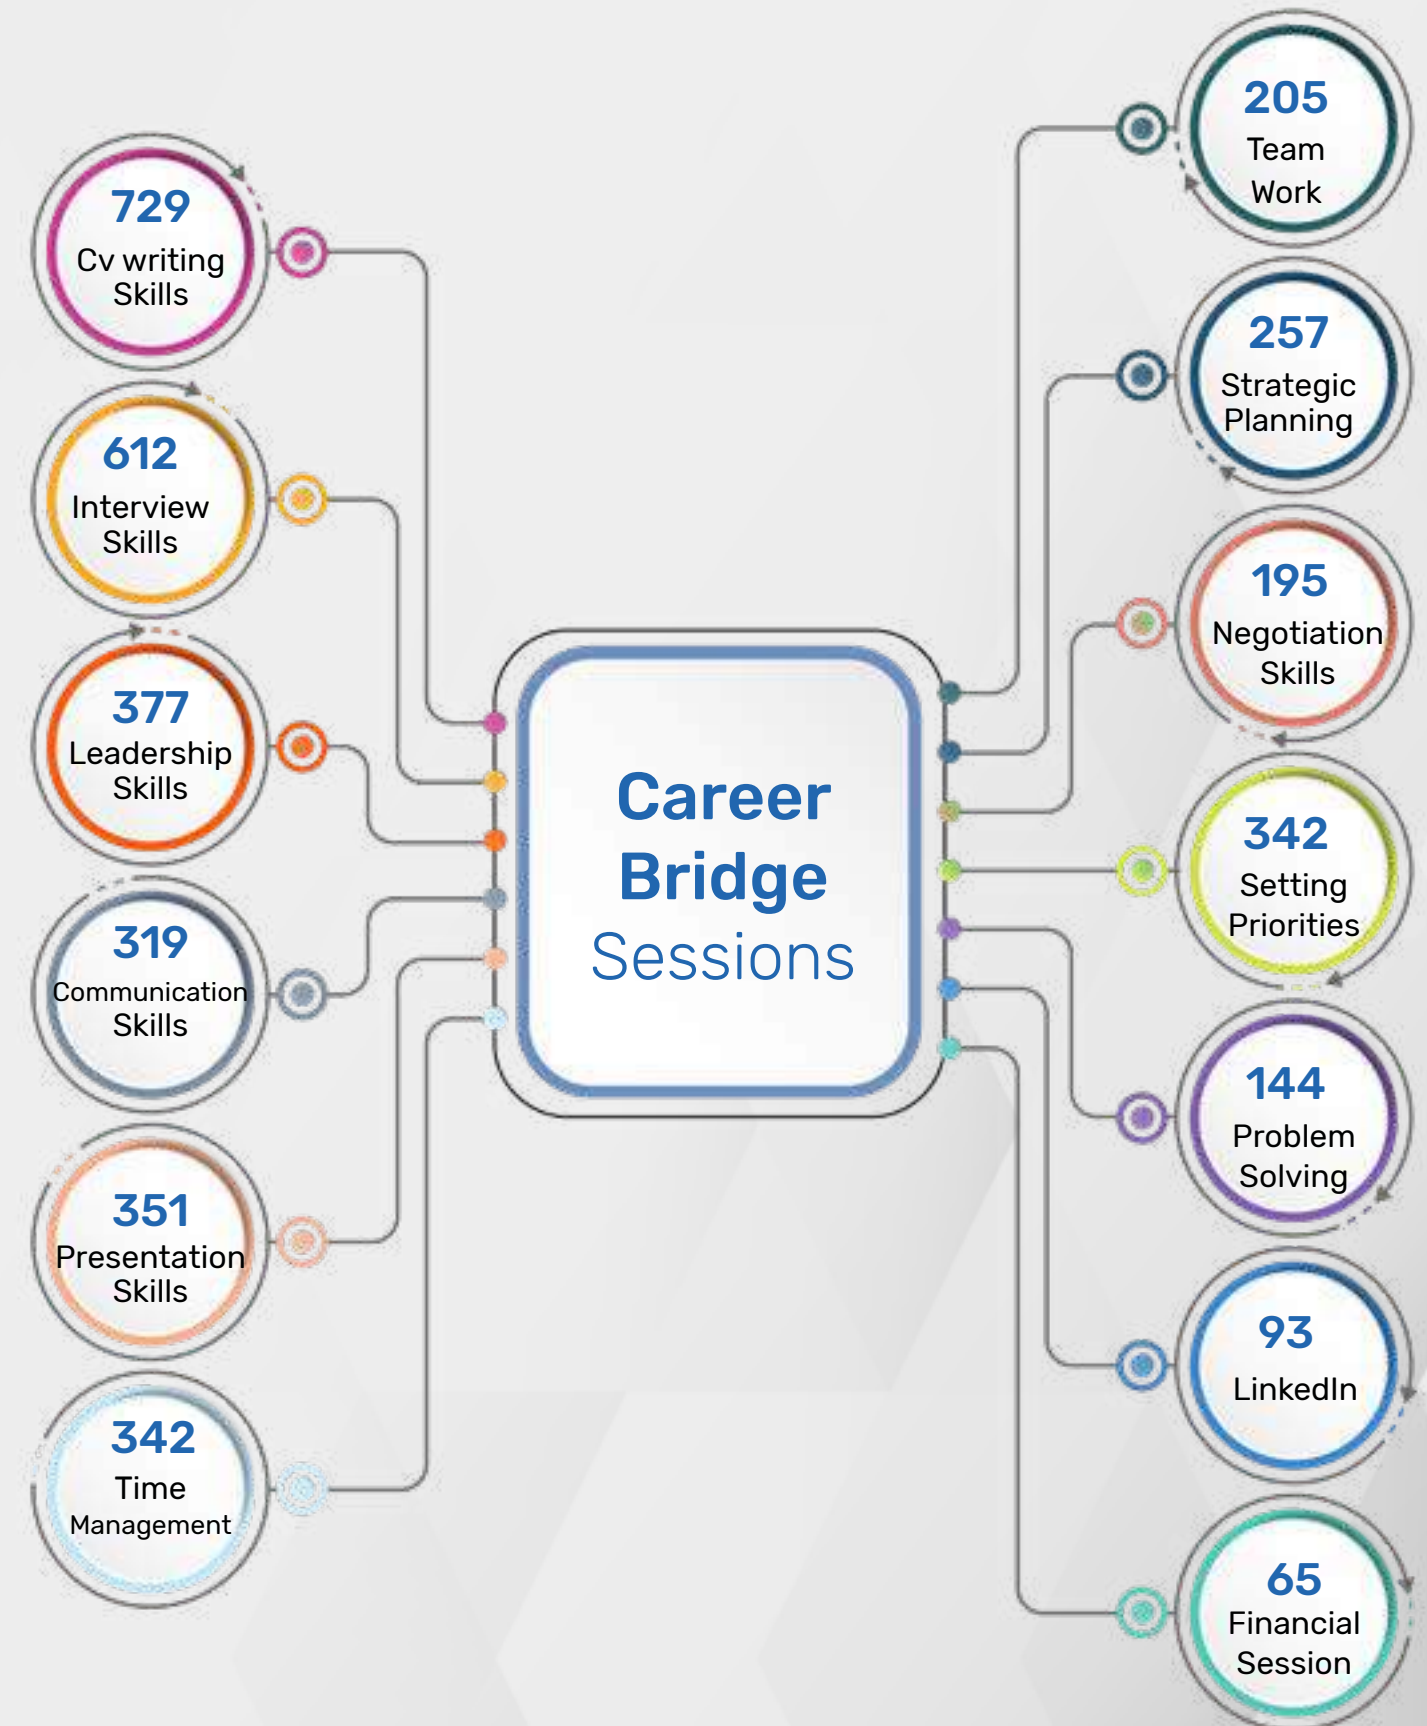 729
Cv writing
Skills
612
Interview
Skills
377
Leadership
Skills
319
Communication
Skills
351
Presentation
Skills
342
Time
Management
Career
Bridge
Sessions
205
Team
Work
257
Strategic
Planning
195
Negotiation
Skills
342
Setting
Priorities
144
Problem
Solving
93
LinkedIn
65
Financial
Session